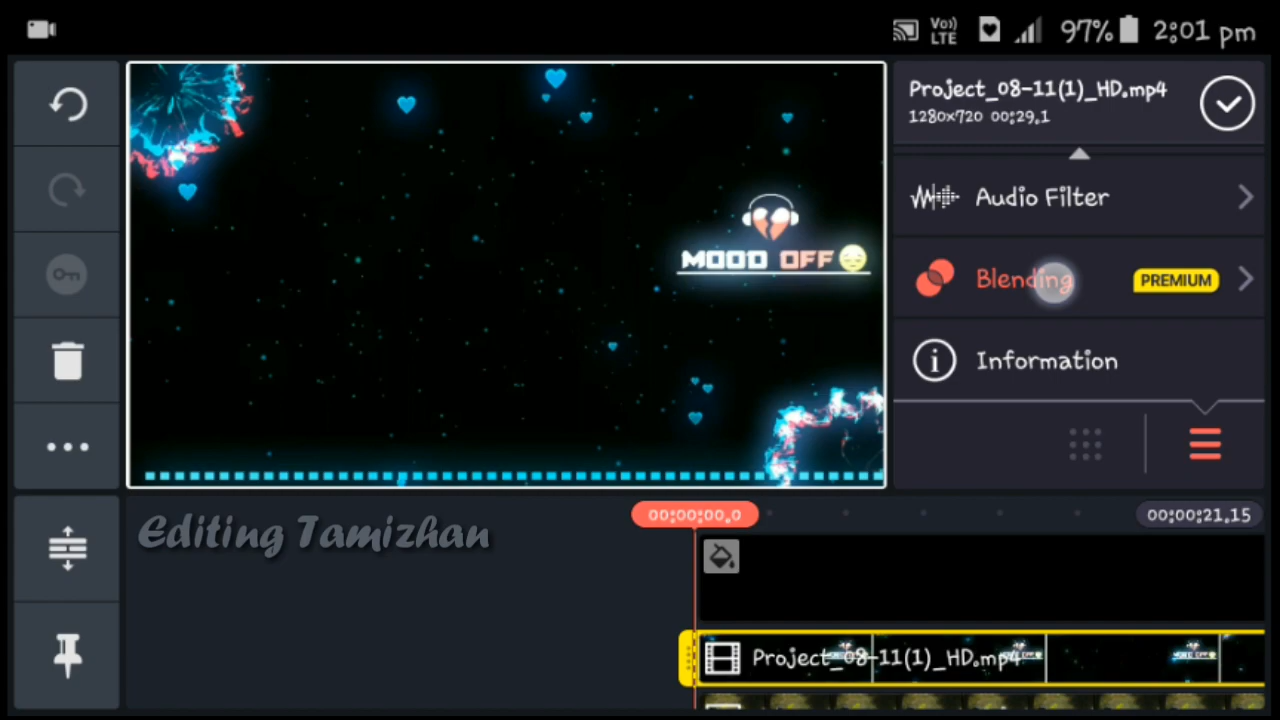 Vo))
LTE
97%
2:01 pm
Project_08-11(1)_HD.mp4
1280x720 00:29.1
Audio Filter
Blending
PREMIUM
Information
MOOD OFF
00:00:00.0
00:00:21.15
Editing Tamizhan
Project_08-11(1)_HD.mp4